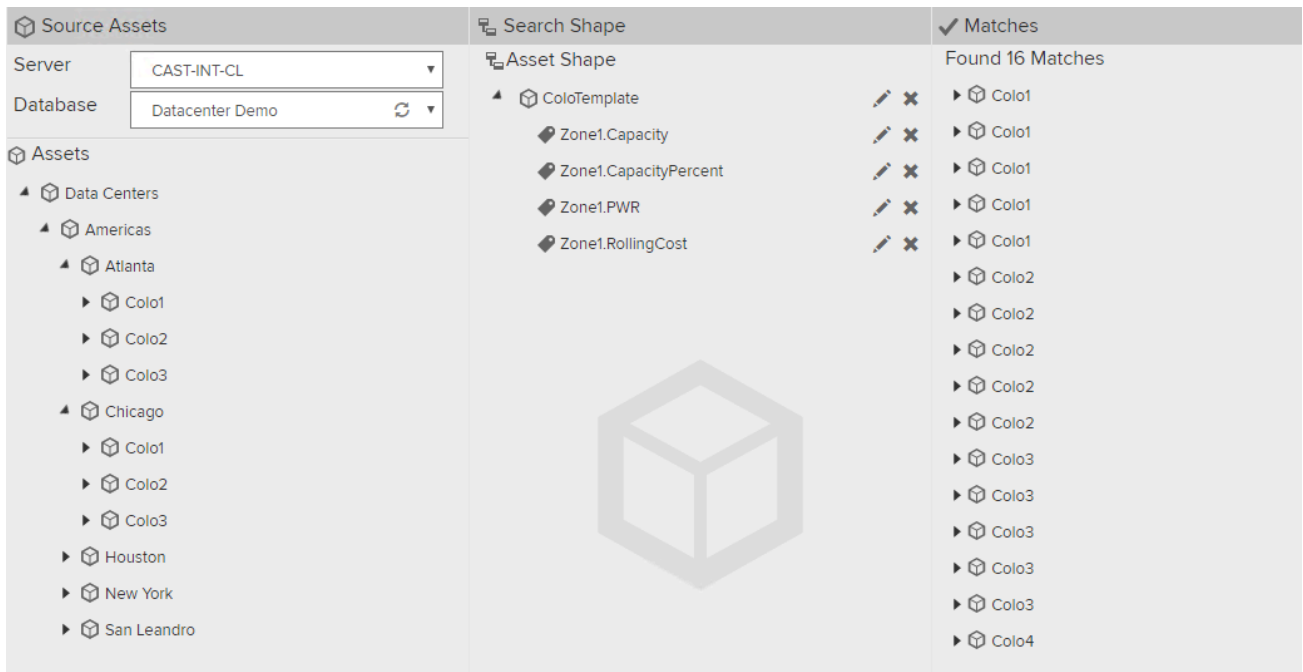 Source Assets
Server
CAST-INT-CL
Database
Datacenter Demo
Assets
Data Centers
Americas
Atlanta
Colo1
Colo2
Colo3
Chicago
Colo1
Colo2
Colo3
Houston
New York
San Leandro
Search Shape
Asset Shape
ColoTemplate
Zone1.Capacity
Zone1.CapacityPercent
Zone1.PWR
Zone1.RollingCost
Matches
Found 16 Matches
Colo1
Colo1
Colo1
Colo1
Colo1
Colo2
Colo2
Colo2
Colo2
Colo2
Colo3
Colo3
Colo3
Colo3
Colo3
Colo4